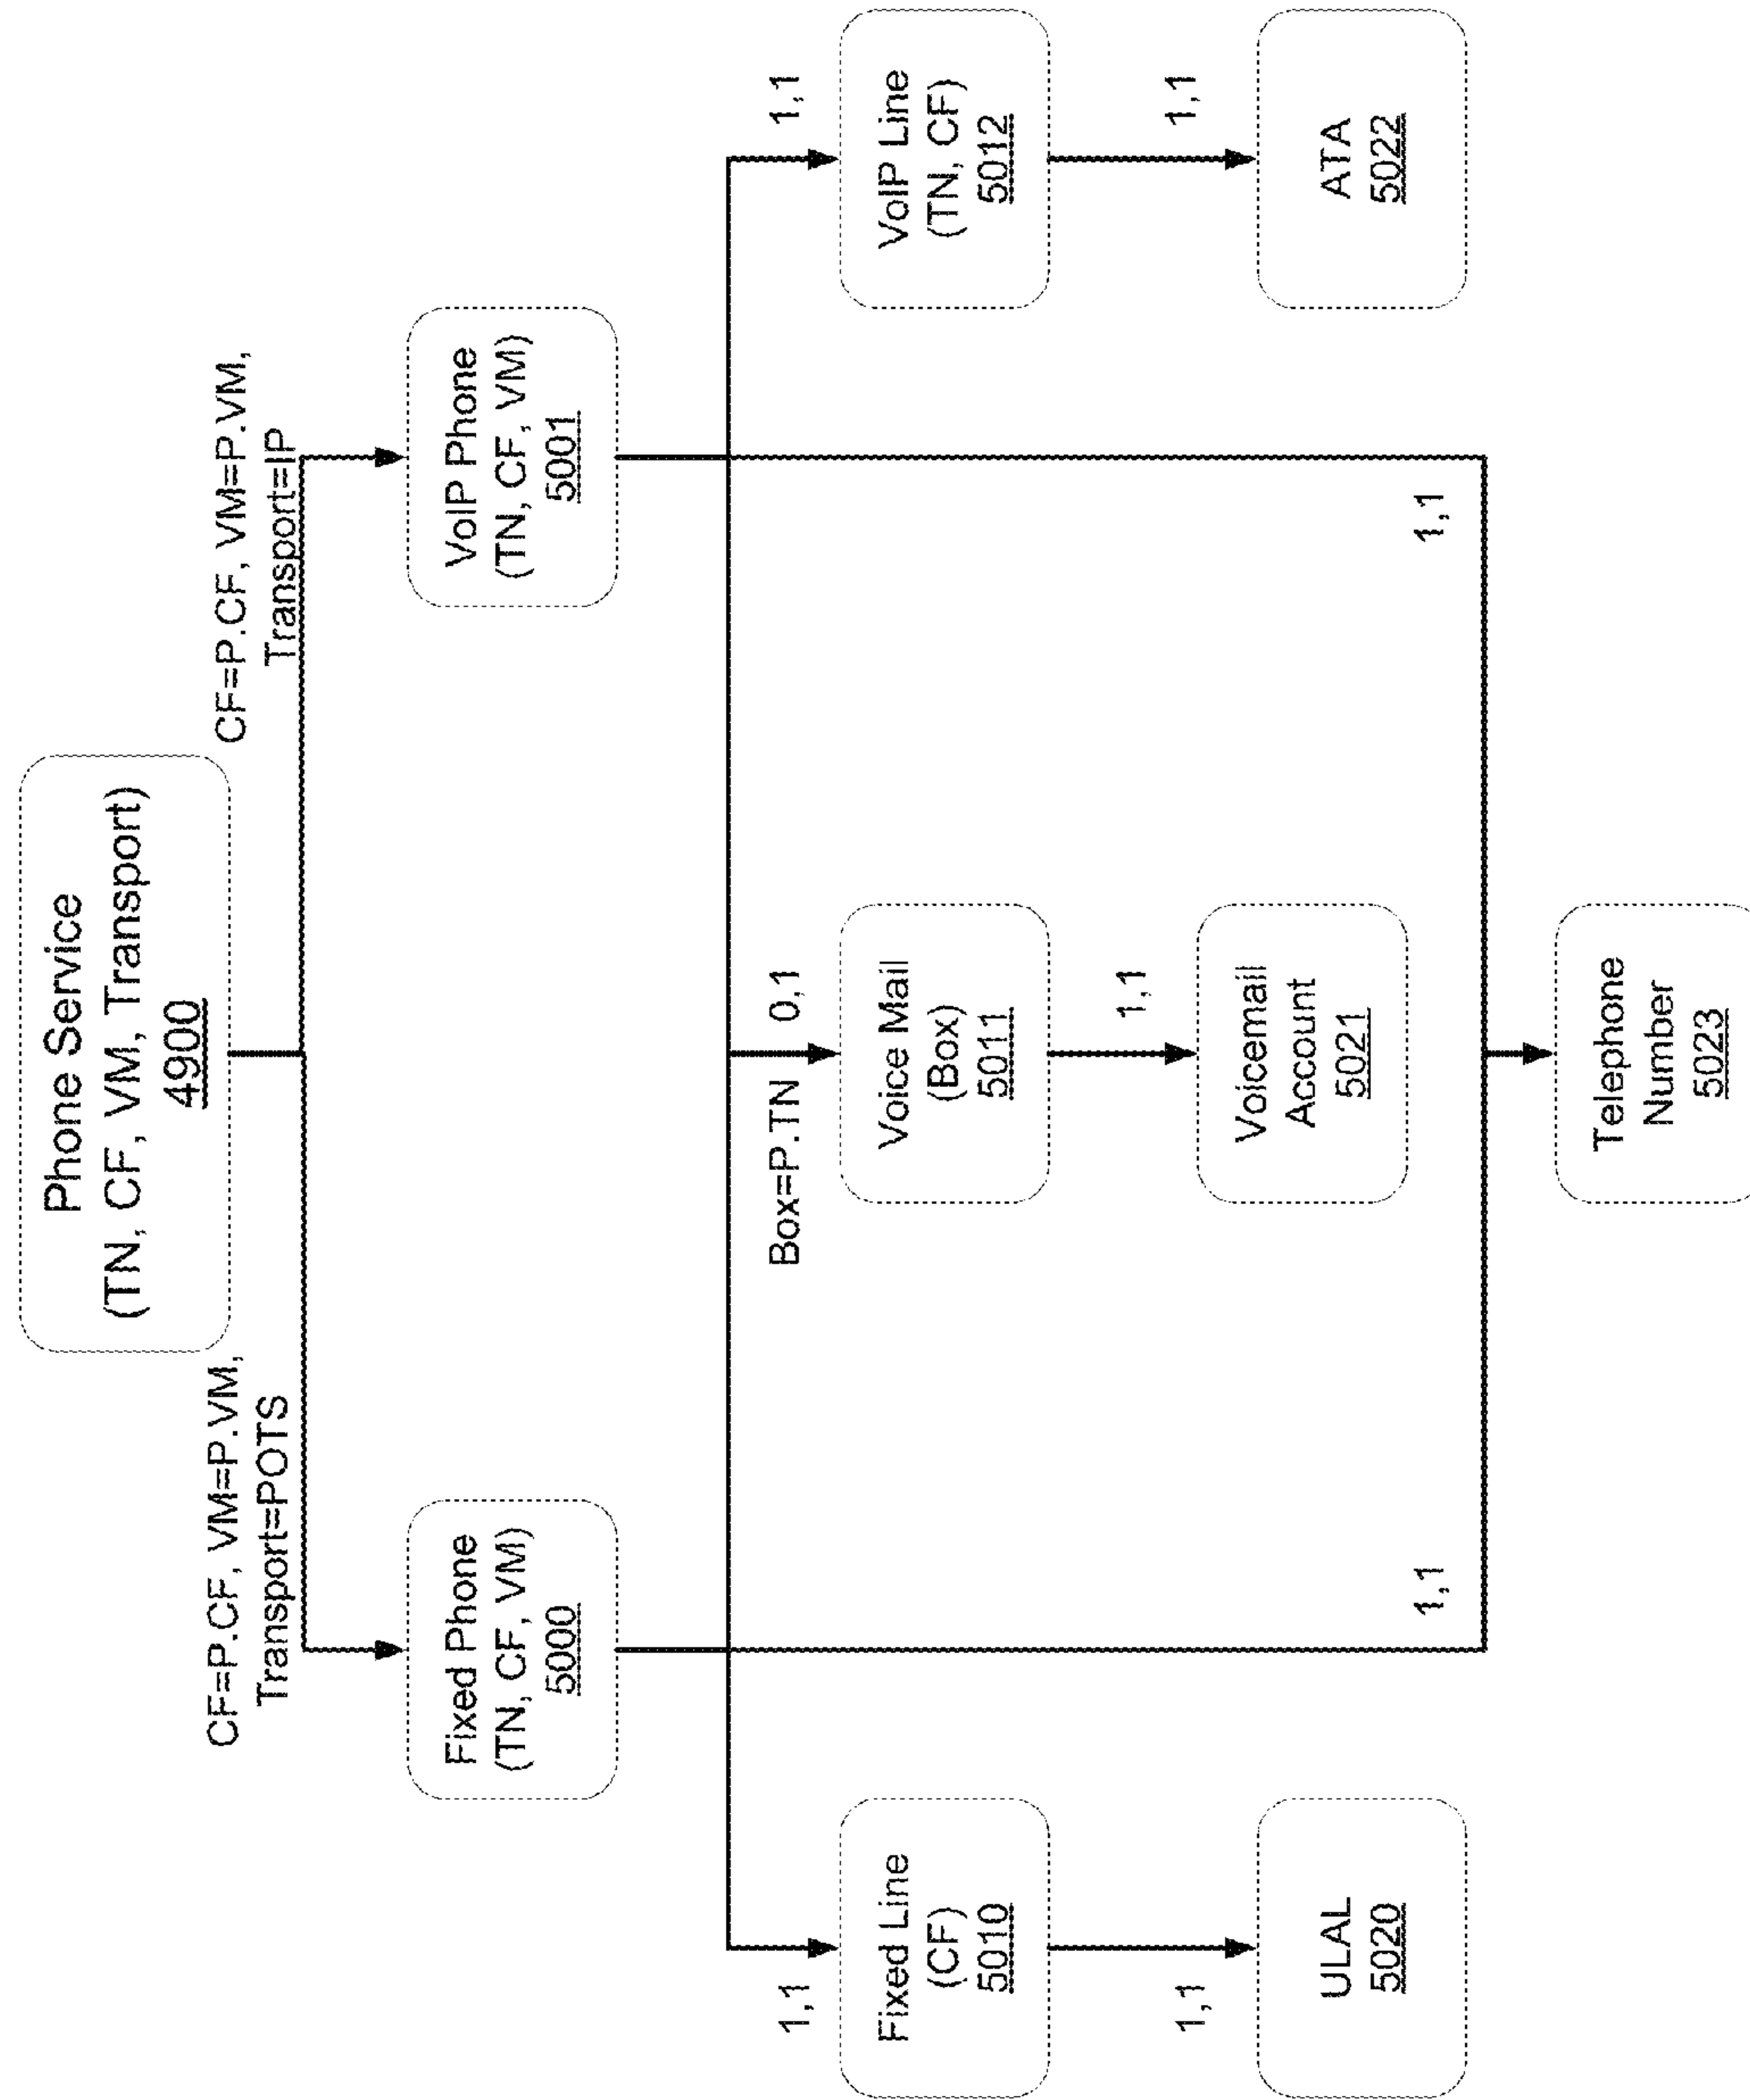 Phone Service
(TN, CF, VM, Transport)
4900
CF=P.CF, VM=P.VM,
Transport=POTS
CF=P.CF, VM=P.VM,
Transport=IP
Fixed Phone
(TN, CF, VM)
5000
VoIP Phone
(TN, CF, VM)
5001
1,1
Box=P.TN 0,1
1,1
Fixed Line
(CF)
5010
Voice Mail
(Box)
5011
VoIP Line
(TN, CF)
5012
1,1
1,1
1,1
ULAL
5020
Voicemail
Account
5021
ATA
5022
1,1
1,1
Telephone
Number
5023